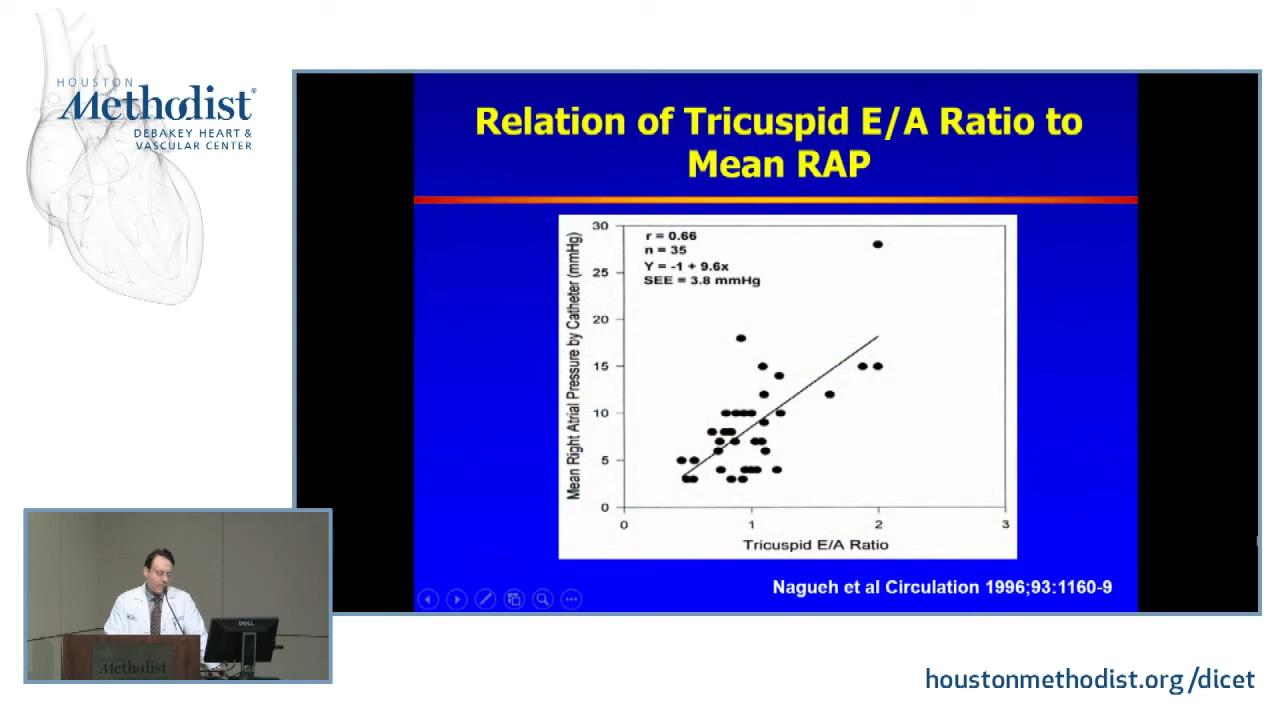 HOUSTON
Methodist®
DEBAKEY HEART &
VASCULAR CENTER
Relation of Tricuspid E/A Ratio to
Mean RAP
Mean Right Atrial Pressure by Catheter (mmHg)
r = 0.66
n = 35
Y = -1 + 9.6x
SEE = 3.8 mmHg
30
25
20
15
10
5
0
0 1 2 3
Tricuspid E/A Ratio
Nagueh et al Circulation 1996;93:1160-9
DELL
Methodist
houstonmethodist.org/dicet